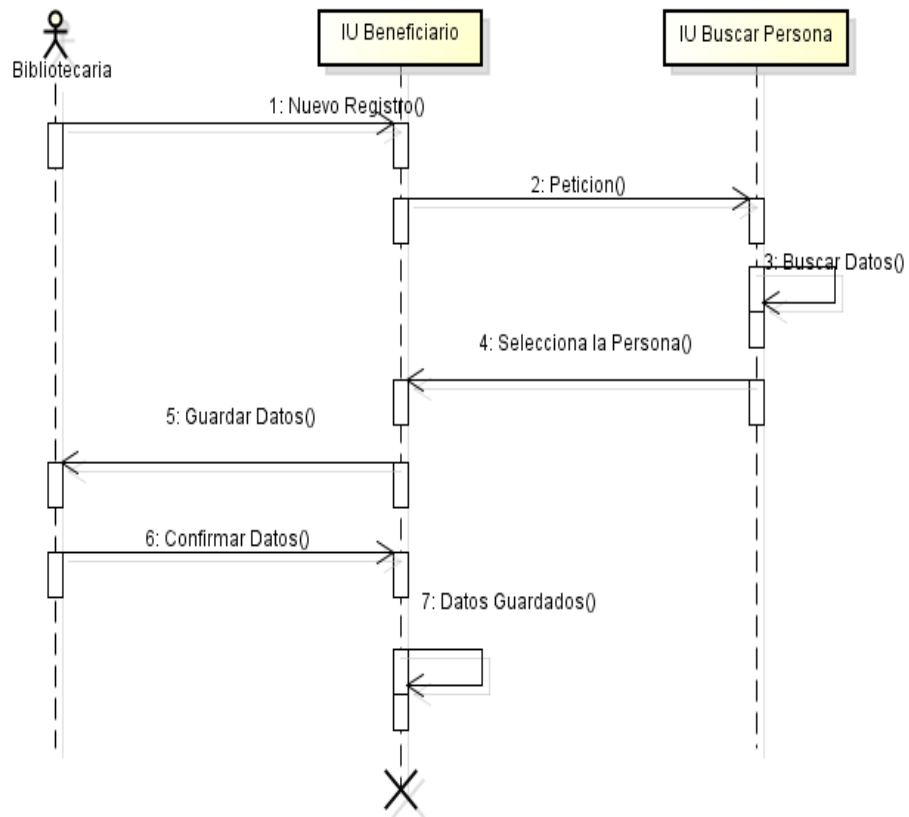 IU Beneficiario
IU Buscar Persona
Bibliotecaria
1: Nuevo Registro()
2: Peticion()
3: Buscar Datos()
4: Selecciona la Persona()
5: Guardar Datos()
6: Confirmar Datos()
7: Datos Guardados()